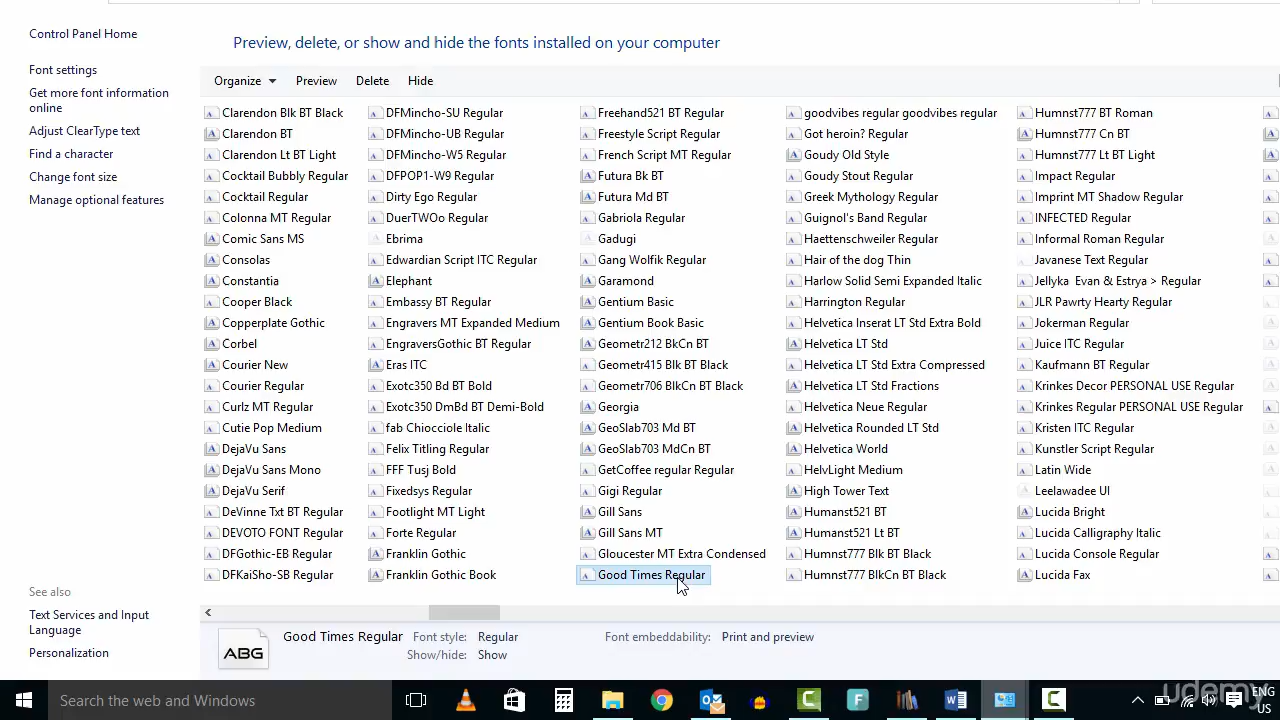 Control Panel Home
Font settings
Get more font information
online
Adjust ClearType text
Find a character
Change font size
Manage optional features
See also
Text Services and Input
Language
Personalization
Preview, delete, or show and hide the fonts installed on your computer
Organize Preview Delete Hide
Clarendon Blk BT Black
Clarendon BT
Clarendon Lt BT Light
Cocktail Bubbly Regular
Cocktail Regular
Colonna MT Regular
Comic Sans MS
Consolas
Constantia
Cooper Black
Copperplate Gothic
Corbel
Courier New
Courier Regular
Curlz MT Regular
Cutie Pop Medium
DejaVu Sans
DejaVu Sans Mono
DejaVu Serif
DeVinne Txt BT Regular
DEVOTO FONT Regular
DFGothic-EB Regular
DFKaiSho-SB Regular
DFMincho-SU Regular
DFMincho-UB Regular
DFMincho-W5 Regular
DFPOP1-W9 Regular
Dirty Ego Regular
DuerTWOo Regular
Ebrima
Edwardian Script ITC Regular
Elephant
Embassy BT Regular
Engravers MT Expanded Medium
EngraversGothic BT Regular
Eras ITC
Exotc350 Bd BT Bold
Exotc350 DmBd BT Demi-Bold
fab Chiocciole Italic
Felix Titling Regular
FFF Tusj Bold
Fixedsys Regular
Footlight MT Light
Forte Regular
Franklin Gothic
Franklin Gothic Book
Freehand521 BT Regular
Freestyle Script Regular
French Script MT Regular
Futura Bk BT
Futura Md BT
Gabriola Regular
Gadugi
Gang Wolfik Regular
Garamond
Gentium Basic
Gentium Book Basic
Geometr212 BkCn BT
Geometr415 Blk BT Black
Geometr706 BlkCn BT Black
Georgia
GeoSlab703 Md BT
GeoSlab703 MdCn BT
GetCoffee regular Regular
Gigi Regular
Gill Sans
Gill Sans MT
Gloucester MT Extra Condensed
Good Times Regular
goodvibes regular goodvibes regular
Got heroin? Regular
Goudy Old Style
Goudy Stout Regular
Greek Mythology Regular
Guignol's Band Regular
Haettenschweiler Regular
Hair of the dog Thin
Harlow Solid Semi Expanded Italic
Harrington Regular
Helvetica Inserat LT Std Extra Bold
Helvetica LT Std
Helvetica LT Std Extra Compressed
Helvetica LT Std Fractions
Helvetica Neue Regular
Helvetica Rounded LT Std
Helvetica World
HelvLight Medium
High Tower Text
Humanst521 BT
Humanst521 Lt BT
Humnst777 Blk BT Black
Humnst777 BlkCn BT Black
Humnst777 BT Roman
Humnst777 Cn BT
Humnst777 Lt BT Light
Impact Regular
Imprint MT Shadow Regular
INFECTED Regular
Informal Roman Regular
Javanese Text Regular
Jellyka Evan & Estrya > Regular
JLR Pawrty Hearty Regular
Jokerman Regular
Juice ITC Regular
Kaufmann BT Regular
Krinkes Decor PERSONAL USE Regular
Krinkes Regular PERSONAL USE Regular
Kristen ITC Regular
Kunstler Script Regular
Latin Wide
Leelawadee UI
Lucida Bright
Lucida Calligraphy Italic
Lucida Console Regular
Lucida Fax
ABG
Good Times Regular Font style: Regular Font embeddability: Print and preview
Show/hide: Show
Search the web and Windows
ENG
US
udemy